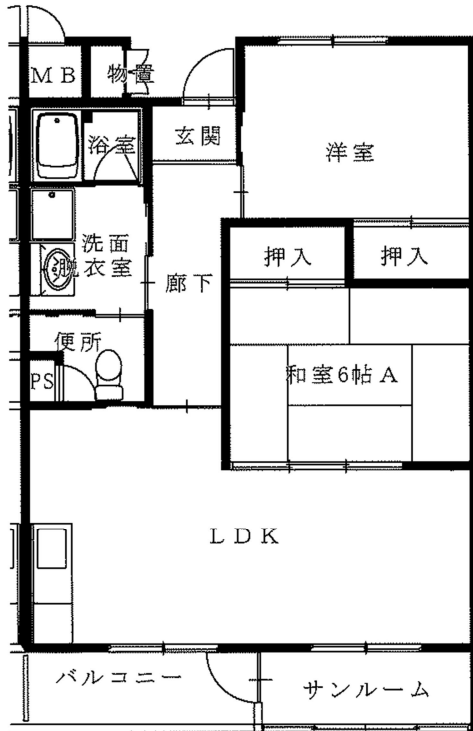 MB
物置
浴室
玄関
洋室
洗面
脱衣室
廊下
押入
押入
便所
PS
和室6帖A
LDK
バルコニー
サンルーム